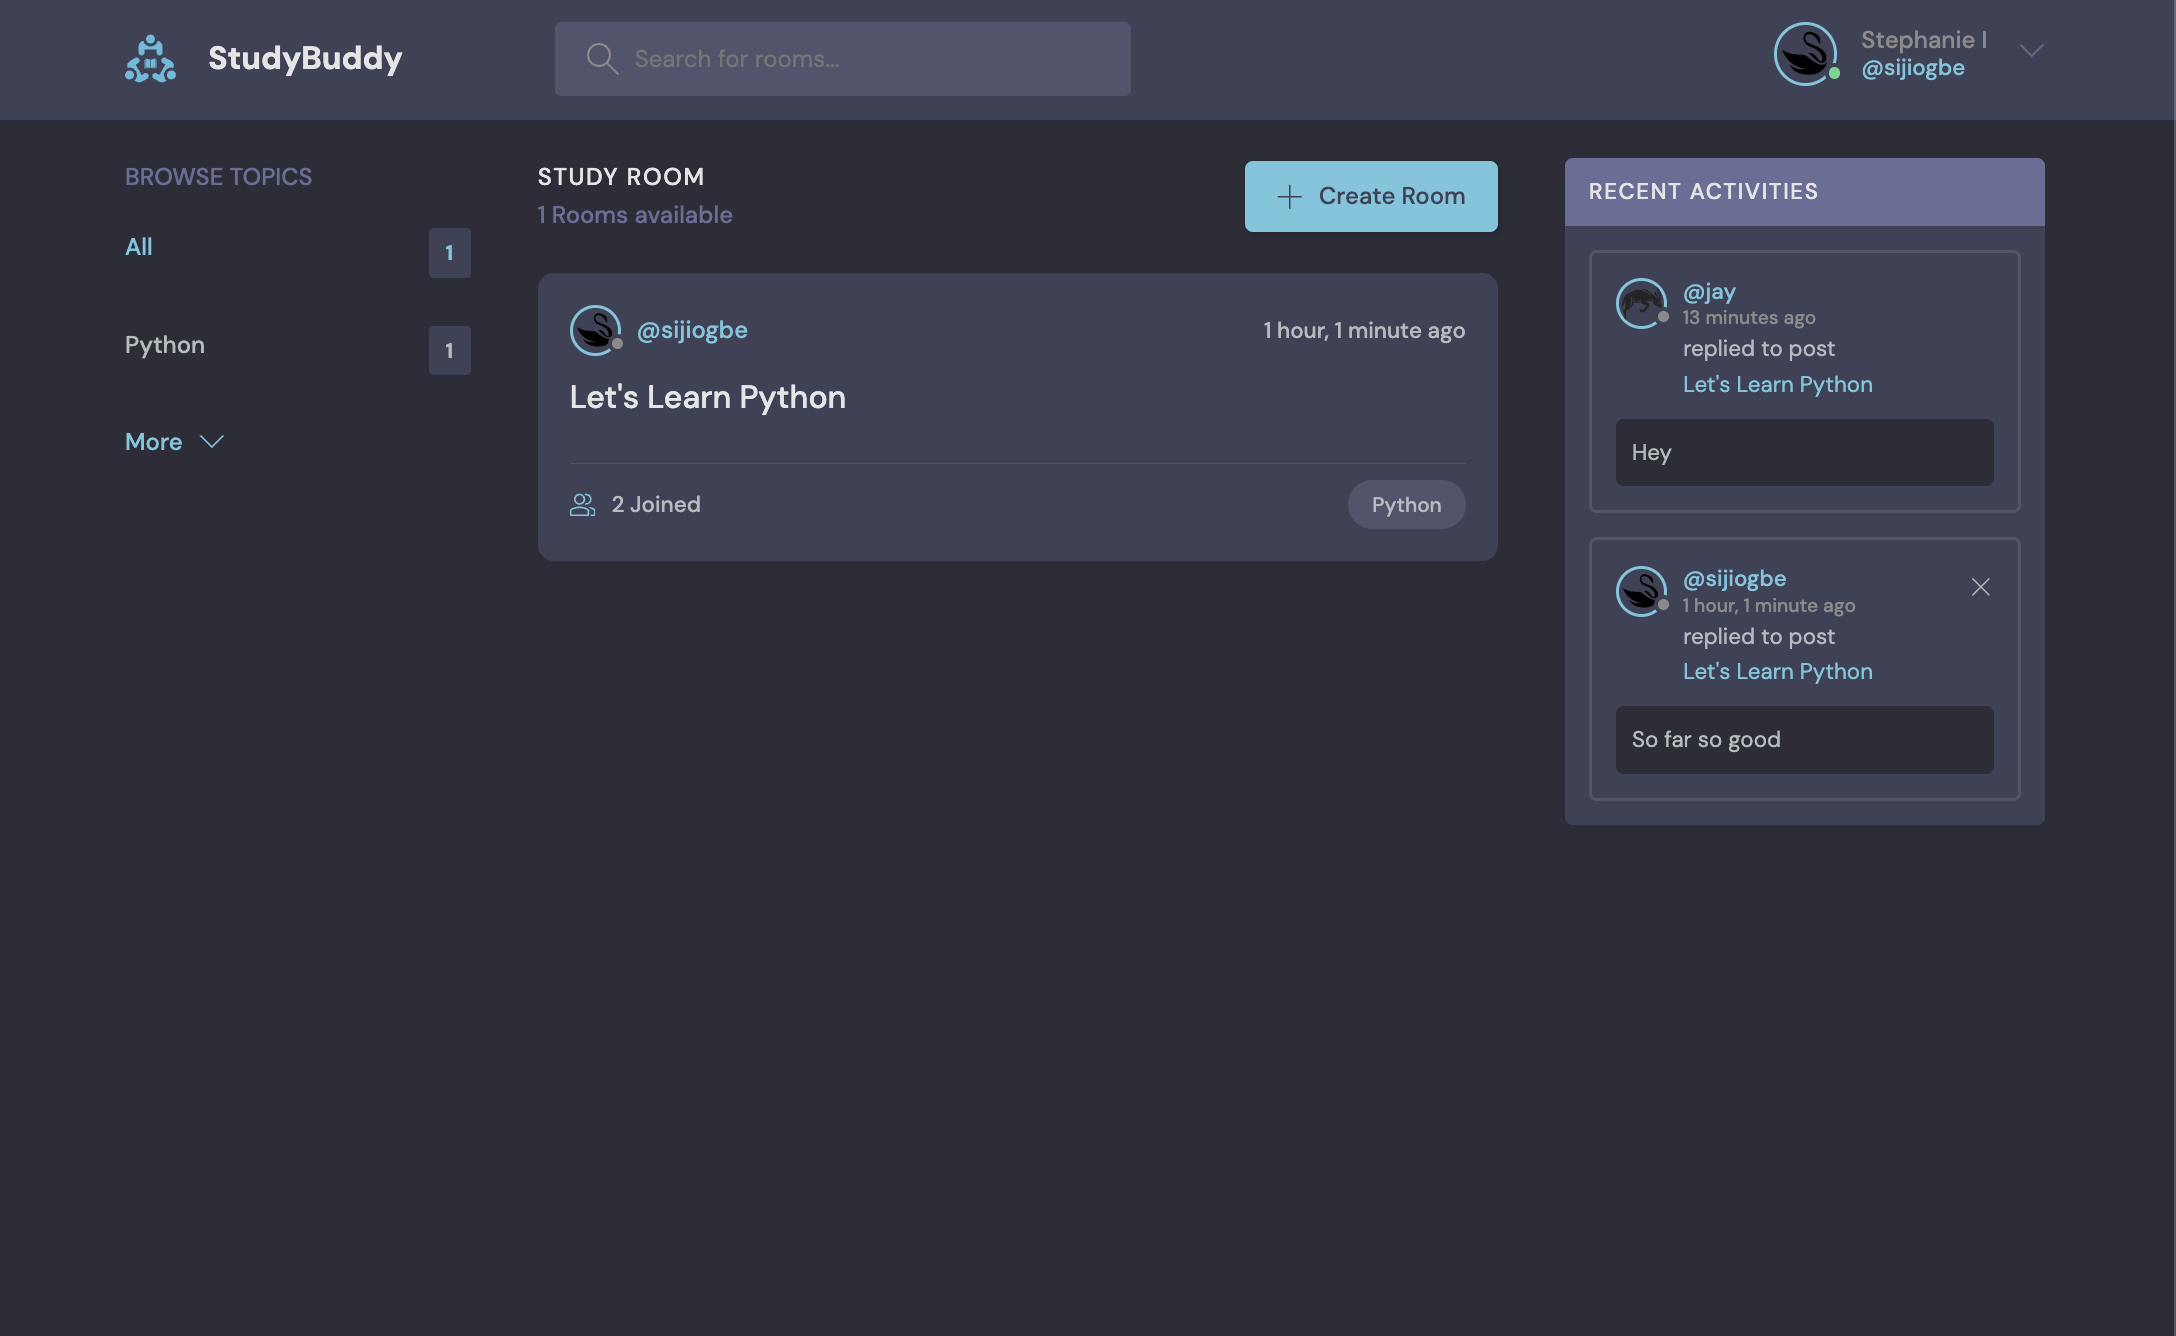 StudyBuddy
Search for rooms...
Stephanie I
@sijiogbe
BROWSE TOPICS
All
1
Python
1
More
STUDY ROOM
1 Rooms available
Create Room
@sijiogbe
1 hour, 1 minute ago
Let's Learn Python
2 Joined
Python
RECENT ACTIVITIES
@jay
13 minutes ago
replied to post
Let's Learn Python
Hey
@sijiogbe
1 hour, 1 minute ago
replied to post
Let's Learn Python
So far so good